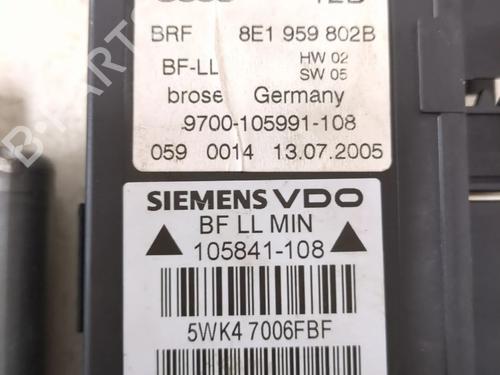 BRF 8E1 959 802B
BF-LL HW 02
SW 05
brose Germany
9700-105991-108
059 0014 13.07.2005
SIEMENS VDO
BF LL MIN
105841-108
5WK4 7006FBF